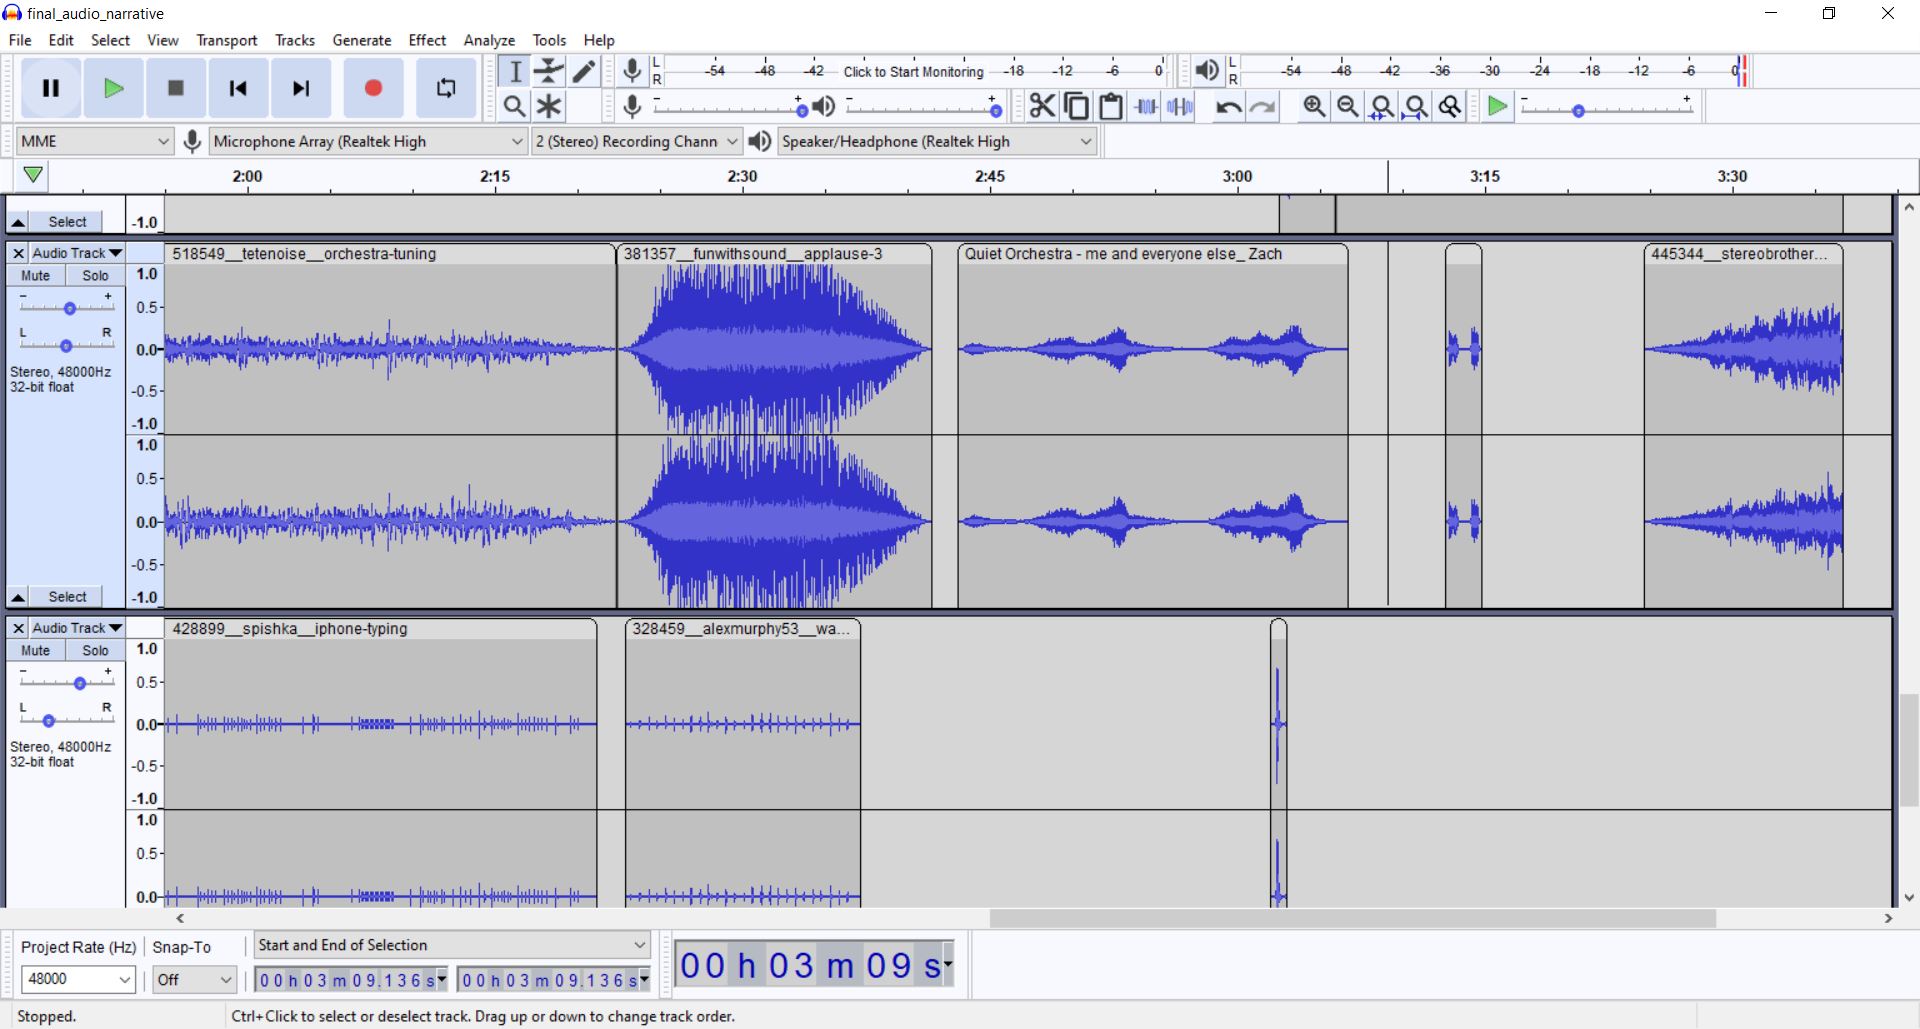 final_audio_narrative
File Edit Select View Transport Tracks Generate Effect Analyze Tools Help
L R -54 -48 -42 Click to Start Monitoring -18 -12 -6 0
L R -54 -48 -42 -36 -30 -24 -18 -12 -6 0
MME Microphone Array (Realtek High 2 (Stereo) Recording Chann Speaker/Headphone (Realtek High
2:00 2:15 2:30 2:45 3:00 3:15 3:30
Select -1.0
Audio Track 518549__tetenoise__orchestra-tuning 381357__funwithsound__applause-3 Quiet Orchestra - me and everyone else_ Zach 445344__stereobrother...
Mute Solo 1.0
- + 0.5
L R 0.0
Stereo, 48000Hz
32-bit float -0.5
-1.0
1.0
0.5
0.0
-0.5
Select -1.0
Audio Track 428899__spishka__iphone-typing 328459__alexmurphy53__wa...
Mute Solo 1.0
- + 0.5
L R 0.0
Stereo, 48000Hz
32-bit float -0.5
-1.0
1.0
0.5
0.0
Project Rate (Hz) Snap-To Start and End of Selection
48000 Off 00 h 03 m 09.136 s 00 h 03 m 09.136 s 00 h 03 m 09 s
Stopped. Ctrl+Click to select or deselect track. Drag up or down to change track order.